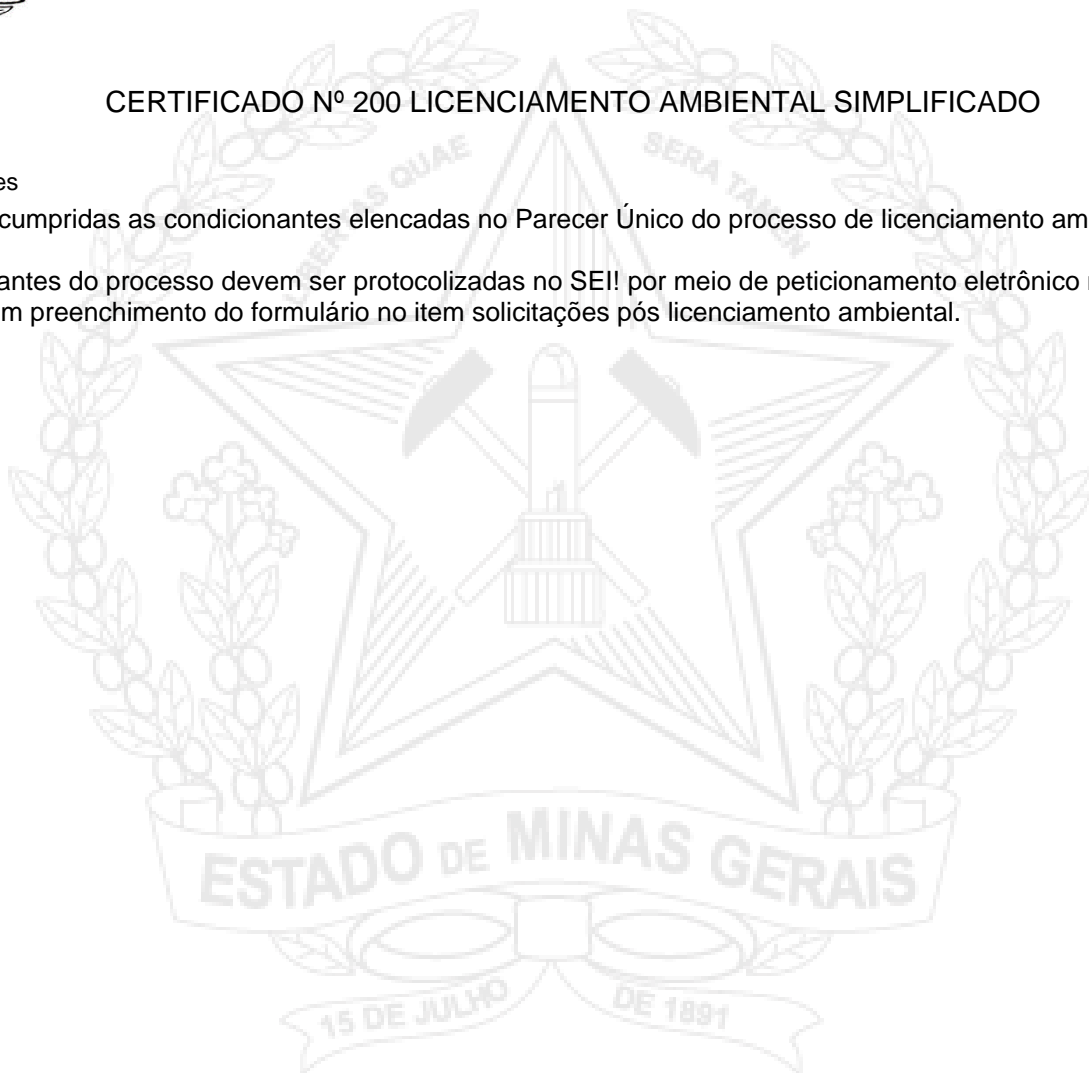 CERTIFICADO Nº 200 LICENCIAMENTO AMBIENTAL SIMPLIFICADO
es
cumpridas as condicionantes elencadas no Parecer Único do processo de licenciamento am
antes do processo devem ser protocolizadas no SEI! por meio de peticionamento eletrônico
m preenchimento do formulário no item solicitações pós licenciamento ambiental.
LIBERTAS QUAE SERA TAMEN
ESTADO DE MINAS GERAIS
15 DE JULHO DE 1891